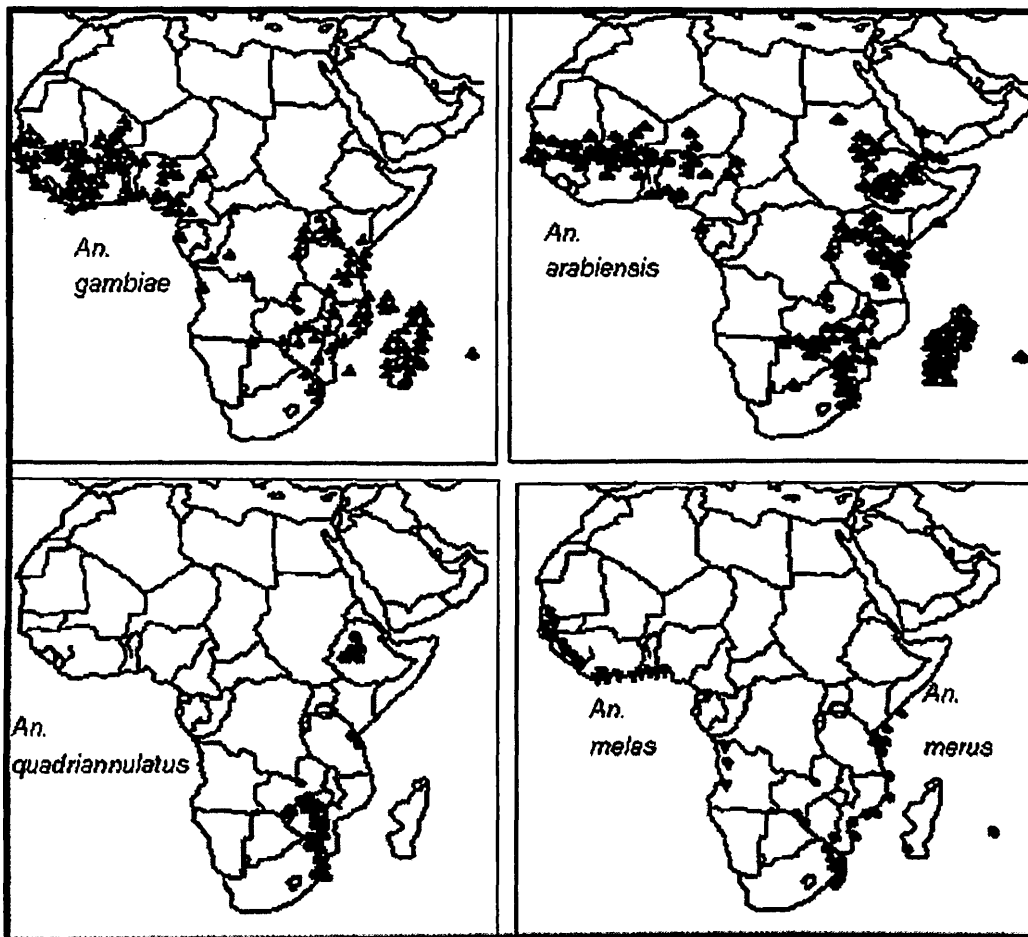 An.
gambiae
An.
arabiensis
An.
quadriannulatus
An.
melas
An.
merus